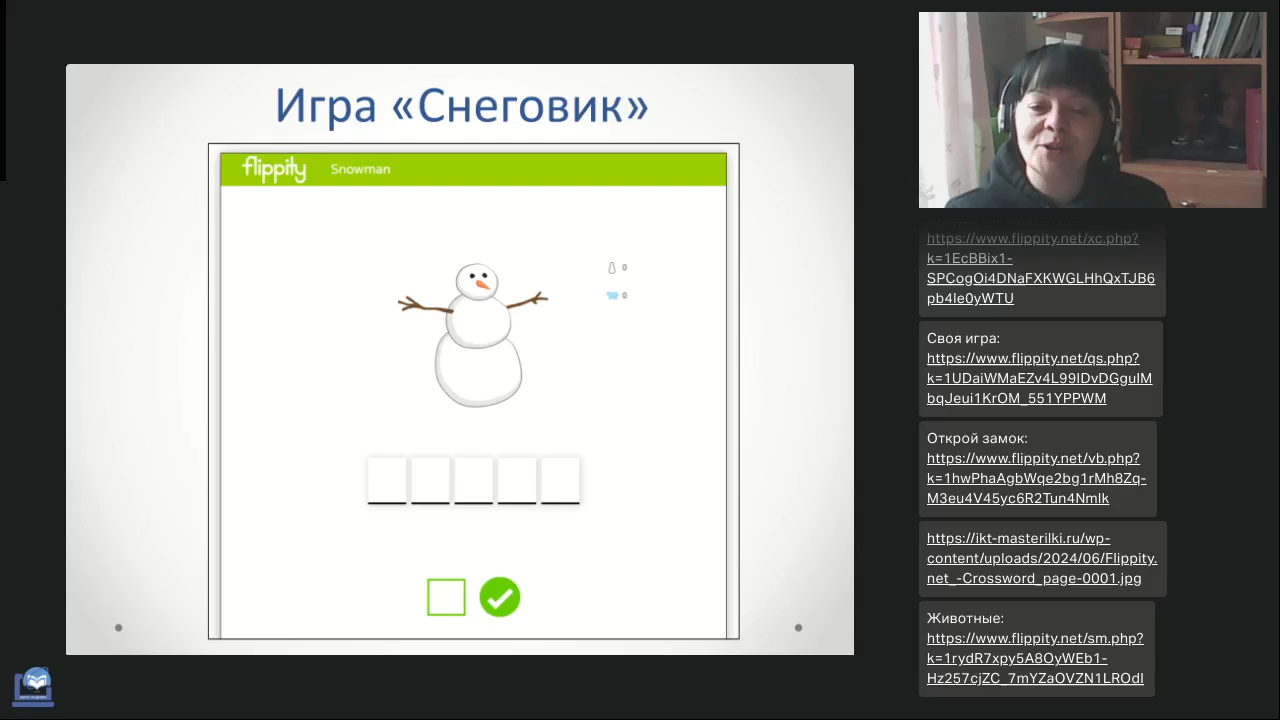 Игра «Снеговик»
flippity Snowman
0
0
https://www.flippity.net/xc.php?
k=1EcBBix1-
SPCogOi4DNaFXKWGLHhQxTJB6
pb4Ie0yWTU
Своя игра:
https://www.flippity.net/qs.php?
k=1UDaiWMaEZv4L99IDvDGguIM
bqJeui1KrOM_551YPPWM
Открой замок:
https://www.flippity.net/vb.php?
k=1hwPhaAgbWqe2bg1rMh8Zq-
M3eu4V45yc6R2Tun4NmIk
https://ikt-masterilki.ru/wp-
content/uploads/2024/06/Flippity.
net_-Crossword_page-0001.jpg
Животные:
https://www.flippity.net/sm.php?
k=1rydR7xpy5A8OyWEb1-
Hz257cjZC_7mYZaOVZN1LROdI